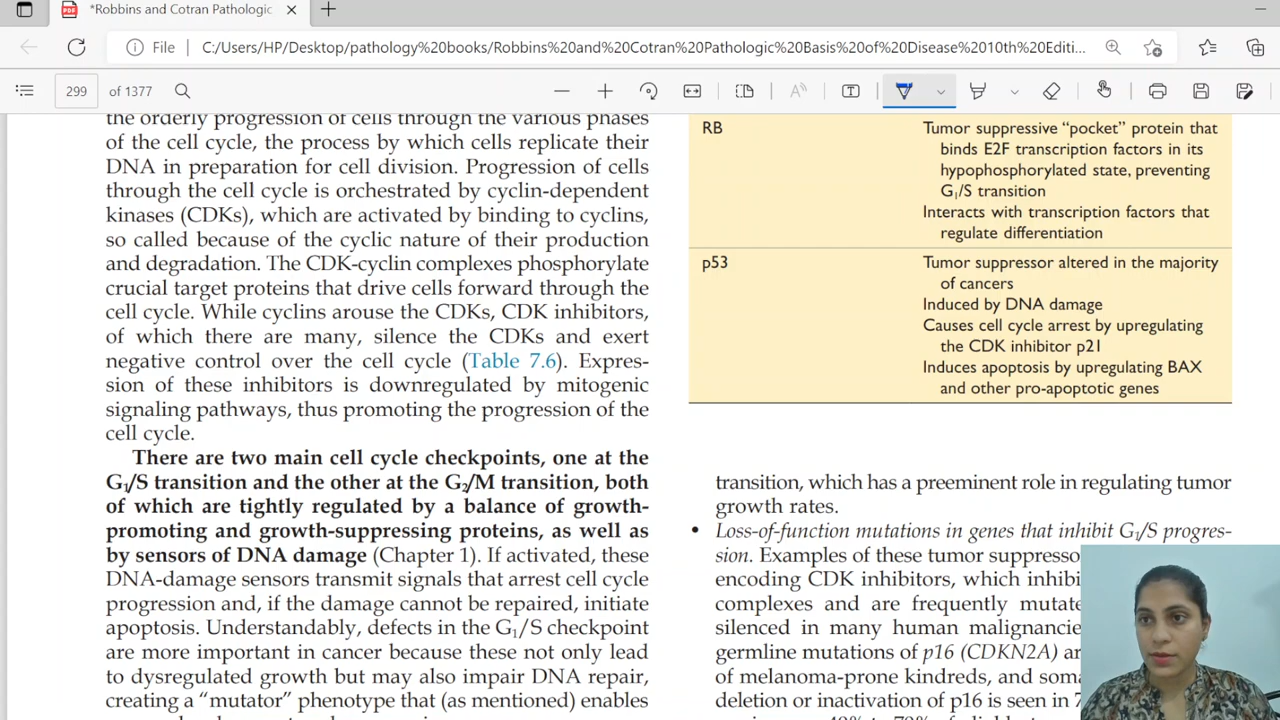 *Robbins and Cotran Pathologic
File
C:/Users/HP/Desktop/pathology%20books/Robbins%20and%20Cotran%20Pathologic%20Basis%20of%20Disease%2010th%20Editi...
299 of 1377
the orderly progression of cells through the various phases
of the cell cycle, the process by which cells replicate their
DNA in preparation for cell division. Progression of cells
through the cell cycle is orchestrated by cyclin-dependent
kinases (CDKs), which are activated by binding to cyclins,
so called because of the cyclic nature of their production
and degradation. The CDK-cyclin complexes phosphorylate
crucial target proteins that drive cells forward through the
cell cycle. While cyclins arouse the CDKs, CDK inhibitors,
of which there are many, silence the CDKs and exert
negative control over the cell cycle (Table 7.6). Expres-
sion of these inhibitors is downregulated by mitogenic
signaling pathways, thus promoting the progression of the
cell cycle.
There are two main cell cycle checkpoints, one at the
G₁/S transition and the other at the G₂/M transition, both
of which are tightly regulated by a balance of growth-
promoting and growth-suppressing proteins, as well as
by sensors of DNA damage (Chapter 1). If activated, these
DNA-damage sensors transmit signals that arrest cell cycle
progression and, if the damage cannot be repaired, initiate
apoptosis. Understandably, defects in the G₁/S checkpoint
are more important in cancer because these not only lead
to dysregulated growth but may also impair DNA repair,
creating a “mutator” phenotype that (as mentioned) enables
RB
Tumor suppressive “pocket” protein that
binds E2F transcription factors in its
hypophosphorylated state, preventing
G₁/S transition
Interacts with transcription factors that
regulate differentiation
p53
Tumor suppressor altered in the majority
of cancers
Induced by DNA damage
Causes cell cycle arrest by upregulating
the CDK inhibitor p21
Induces apoptosis by upregulating BAX
and other pro-apoptotic genes
transition, which has a preeminent role in regulating tumor
growth rates.
• Loss-of-function mutations in genes that inhibit G₁/S progres-
sion. Examples of these tumor suppresso
encoding CDK inhibitors, which inhibi
complexes and are frequently mutate
silenced in many human malignancie
germline mutations of p16 (CDKN2A) ar
of melanoma-prone kindreds, and soma
deletion or inactivation of p16 is seen in 7